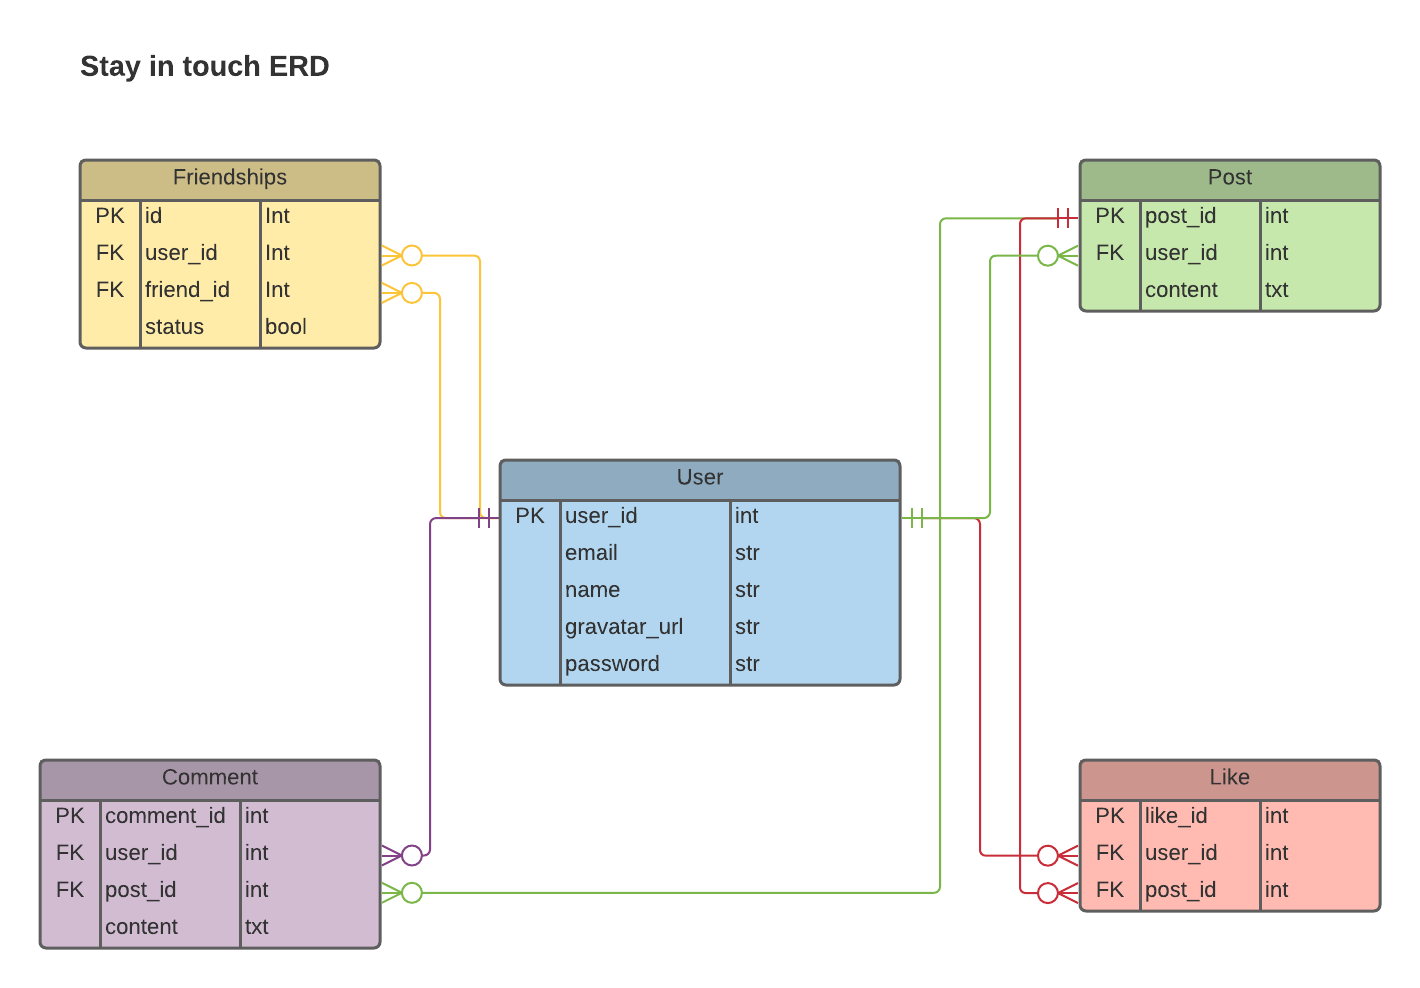 Stay in touch ERD
Friendships
PK id Int
FK user_id Int
FK friend_id Int
status bool
Post
PK post_id int
FK user_id int
content txt
User
PK user_id int
email str
name str
gravatar_url str
password str
Comment
PK comment_id int
FK user_id int
FK post_id int
content txt
Like
PK like_id int
FK user_id int
FK post_id int